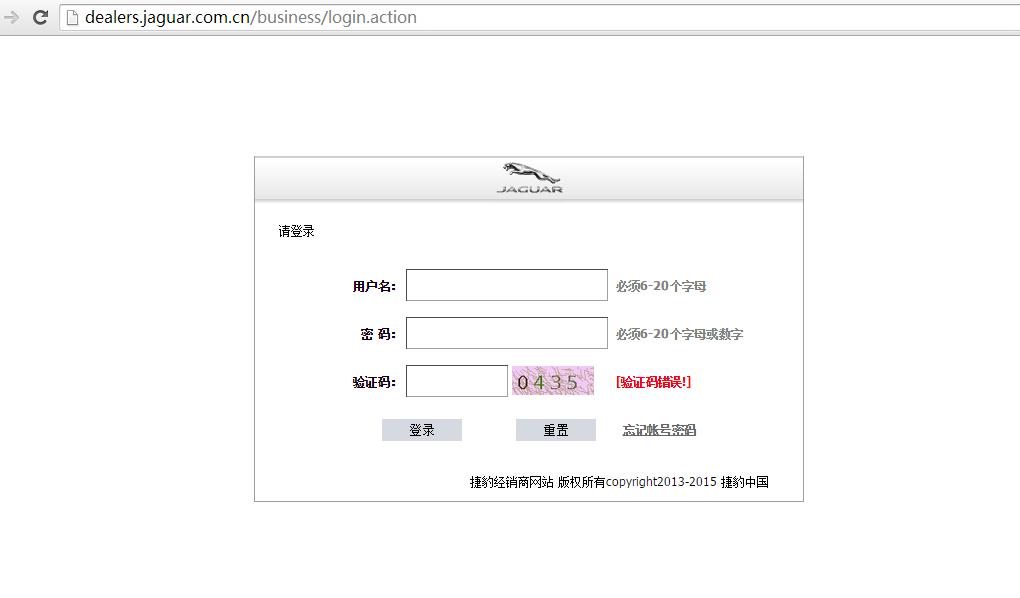 dealers.jaguar.com.cn/business/login.action
JAGUAR
请登录
用户名： 必须6-20个字母
密 码： 必须6-20个字母或数字
验证码： 0435 [验证码错误!]
登录 重置 忘记帐号密码
捷豹经销商网站 版权所有copyright2013-2015 捷豹中国